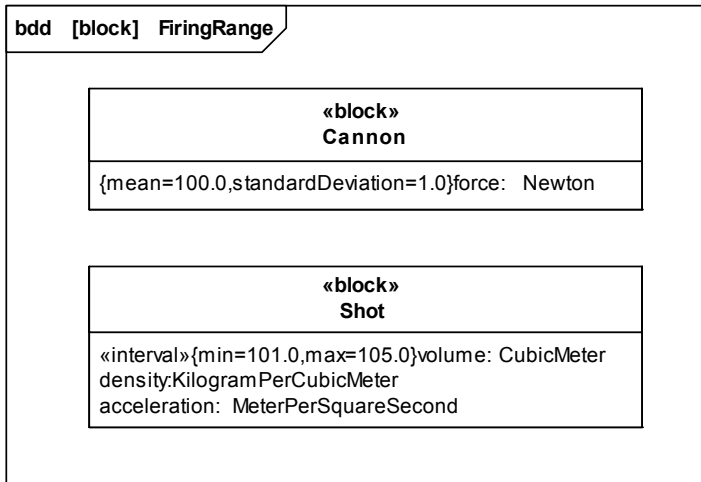 bdd [block] FiringRange
«block»
Cannon
{mean=100.0,standardDeviation=1.0}force: Newton
«block»
Shot
«interval»{min=101.0,max=105.0}volume: CubicMeter
density:KilogramPerCubicMeter
acceleration: MeterPerSquareSecond